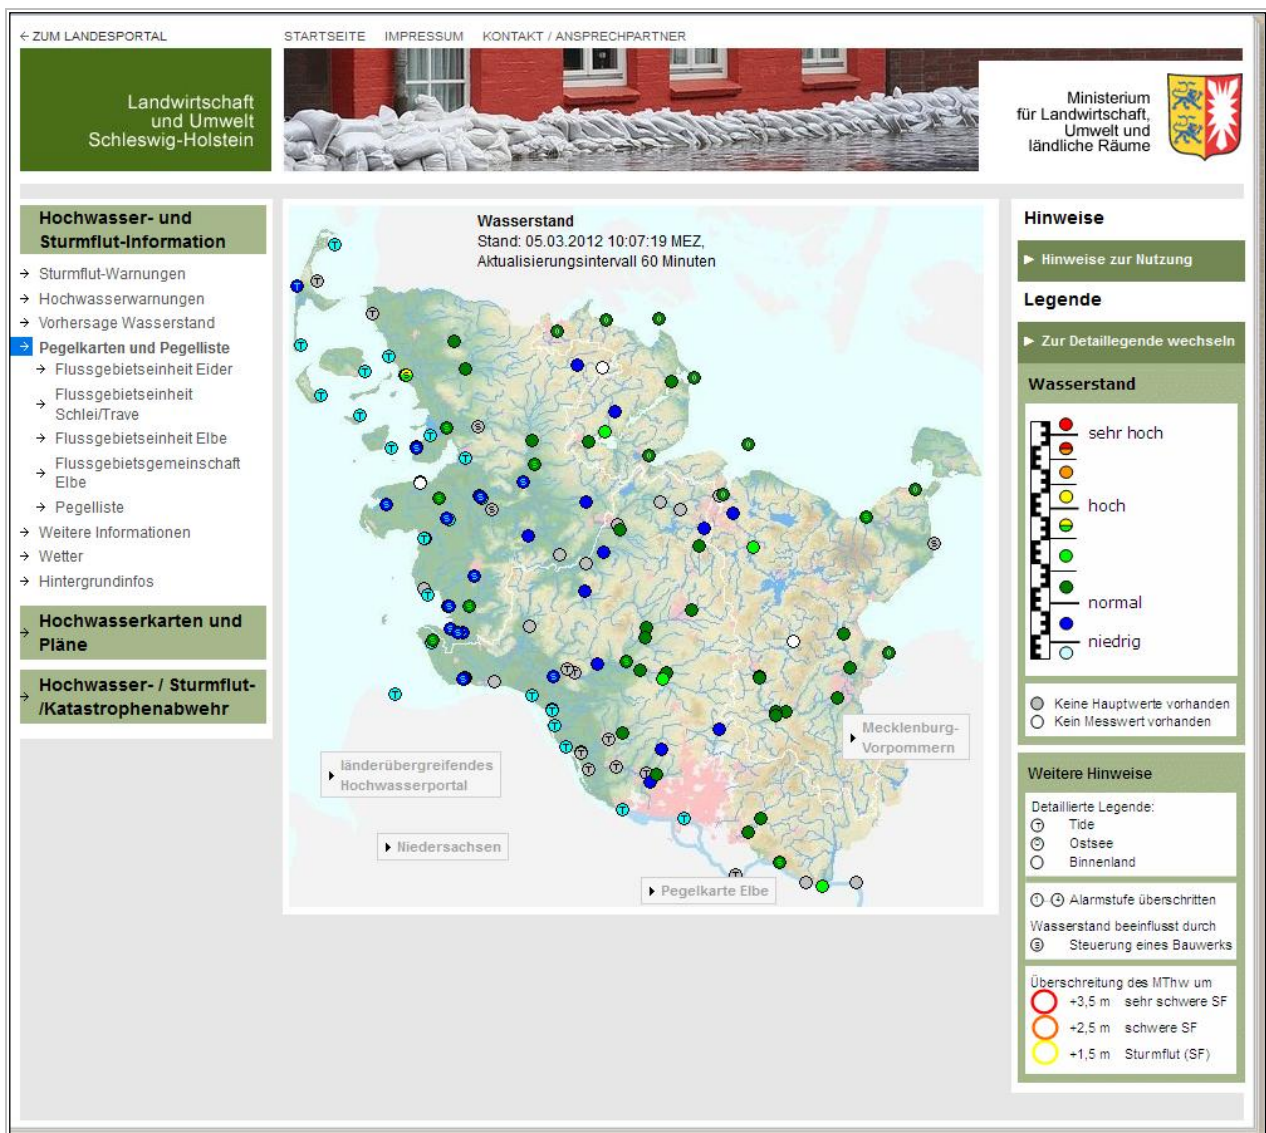 ← ZUM LANDESPORTAL
STARTSEITE IMPRESSUM KONTAKT / ANSPRECHPARTNER
Landwirtschaft
und Umwelt
Schleswig-Holstein
Ministerium
für Landwirtschaft,
Umwelt und
ländliche Räume
Hochwasser- und
Sturmflut-Information
Sturmflut-Warnungen
Hochwasserwarnungen
Vorhersage Wasserstand
Pegelkarten und Pegelliste
Flussgebietseinheit Eider
Flussgebietseinheit
Schlei/Trave
Flussgebietseinheit Elbe
Flussgebietsgemeinschaft
Elbe
Pegelliste
Weitere Informationen
Wetter
Hintergrundinfos
Hochwasserkarten und
Pläne
Hochwasser- / Sturmflut-
/Katastrophenabwehr
Wasserstand
Stand: 05.03.2012 10:07:19 MEZ,
Aktualisierungsintervall 60 Minuten
länderübergreifendes
Hochwasserportal
Niedersachsen
Pegelkarte Elbe
Mecklenburg-
Vorpommern
Hinweise
Hinweise zur Nutzung
Legende
Zur Detaillegende wechseln
Wasserstand
sehr hoch
hoch
normal
niedrig
Keine Hauptwerte vorhanden
Kein Messwert vorhanden
Weitere Hinweise
Detaillierte Legende:
T Tide
O Ostsee
Binnenland
1 - 4 Alarmstufe überschritten
Wasserstand beeinflusst durch
S Steuerung eines Bauwerks
Überschreitung des MThw um
+3,5 m sehr schwere SF
+2,5 m schwere SF
+1,5 m Sturmflut (SF)